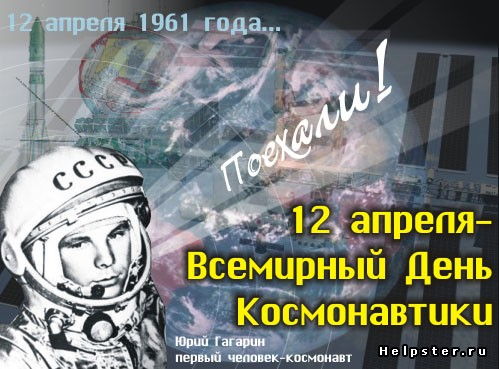 12 апреля 1961 года...
Поехали!
СССР
12 апреля-
Всемирный День
Космонавтики
Юрий Гагарин
первый человек-космонавт
Helpster.ru